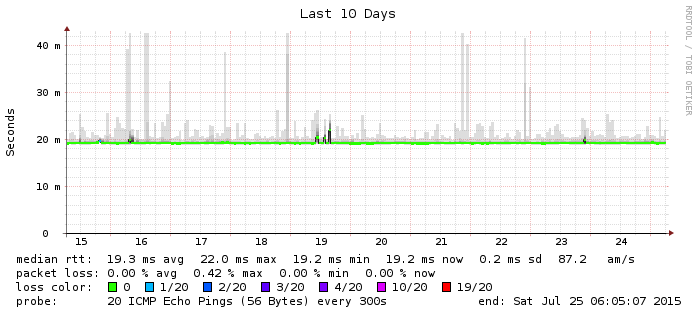 Last 10 Days
RRDTOOL / TOBI OETIKER
Seconds
40 m
30 m
20 m
10 m
0
15 16 17 18 19 20 21 22 23 24
median rtt: 19.3 ms avg 22.0 ms max 19.2 ms min 19.2 ms now 0.2 ms sd 87.2 am/s
packet loss: 0.00 % avg 0.42 % max 0.00 % min 0.00 % now
loss color: 0 1/20 2/20 3/20 4/20 10/20 19/20
probe: 20 ICMP Echo Pings (56 Bytes) every 300s end: Sat Jul 25 06:05:07 2015